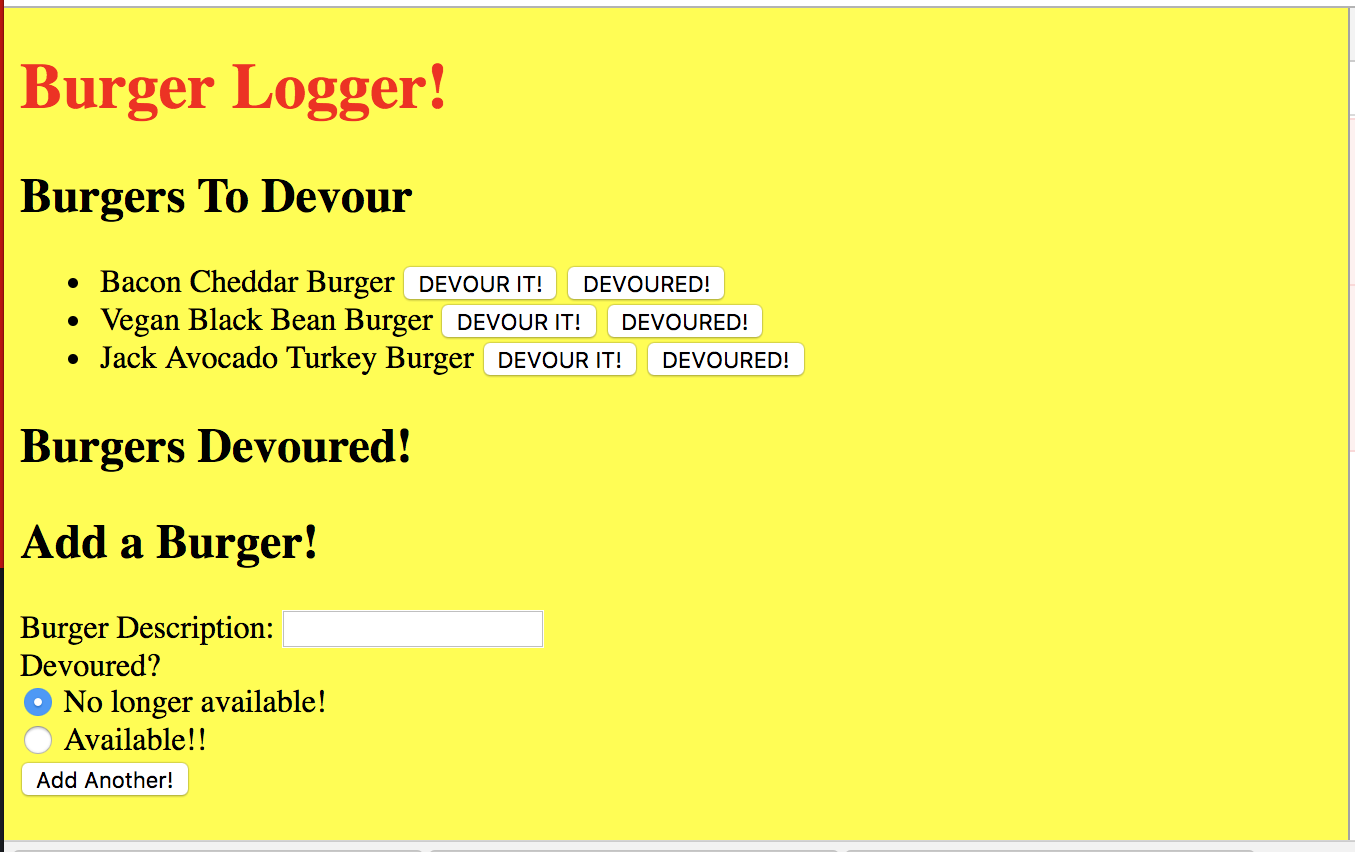 Burger Logger!
Burgers To Devour
Bacon Cheddar Burger DEVOUR IT! DEVOURED!
Vegan Black Bean Burger DEVOUR IT! DEVOURED!
Jack Avocado Turkey Burger DEVOUR IT! DEVOURED!
Burgers Devoured!
Add a Burger!
Burger Description:
Devoured?
No longer available!
Available!!
Add Another!